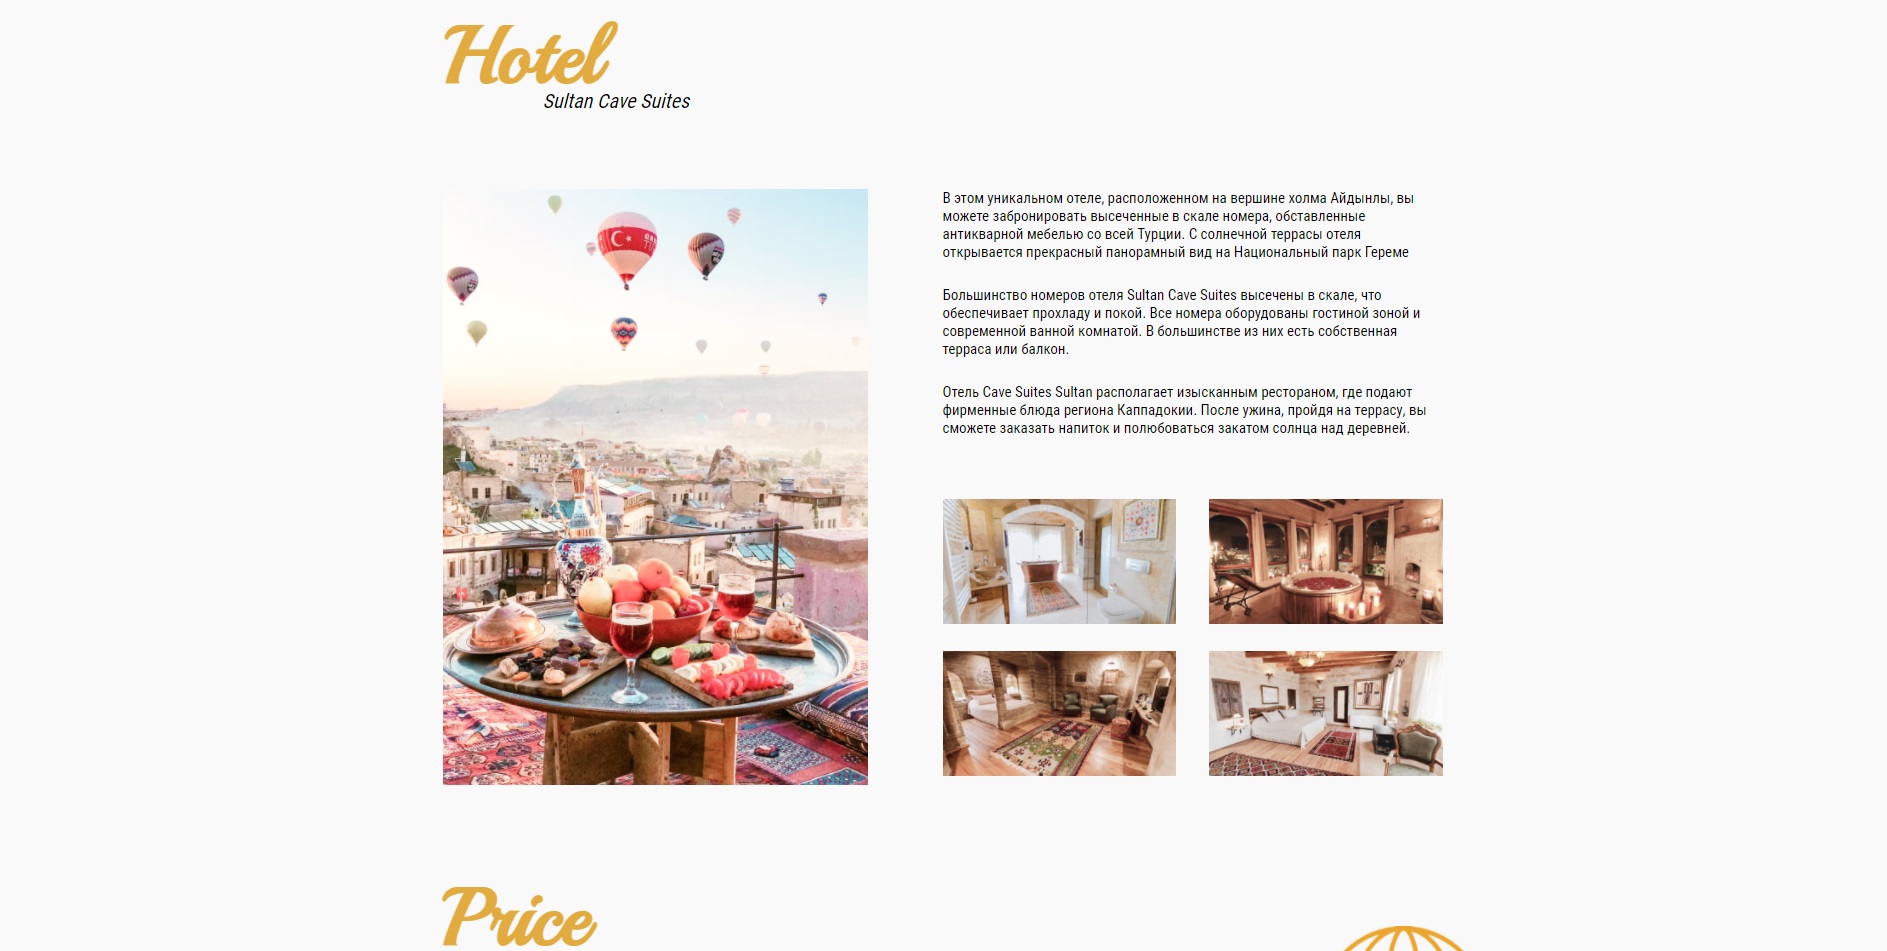 Hotel
Sultan Cave Suites
В этом уникальном отеле, расположенном на вершине холма Айдынлы, вы
можете забронировать высеченные в скале номера, обставленные
антикварной мебелью со всей Турции. С солнечной террасы отеля
открывается прекрасный панорамный вид на Национальный парк Гереме
Большинство номеров отеля Sultan Cave Suites высечены в скале, что
обеспечивает прохладу и покой. Все номера оборудованы гостиной зоной и
современной ванной комнатой. В большинстве из них есть собственная
терраса или балкон.
Отель Cave Suites Sultan располагает изысканным рестораном, где подают
фирменные блюда региона Каппадокии. После ужина, пройдя на террасу, вы
сможете заказать напиток и полюбоваться закатом солнца над деревней.
Price